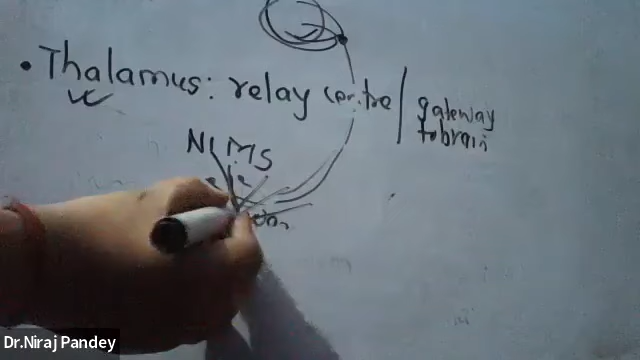 • Thalamus: relay centre / gateway
to brain
NIMS
Dr.Niraj Pandey